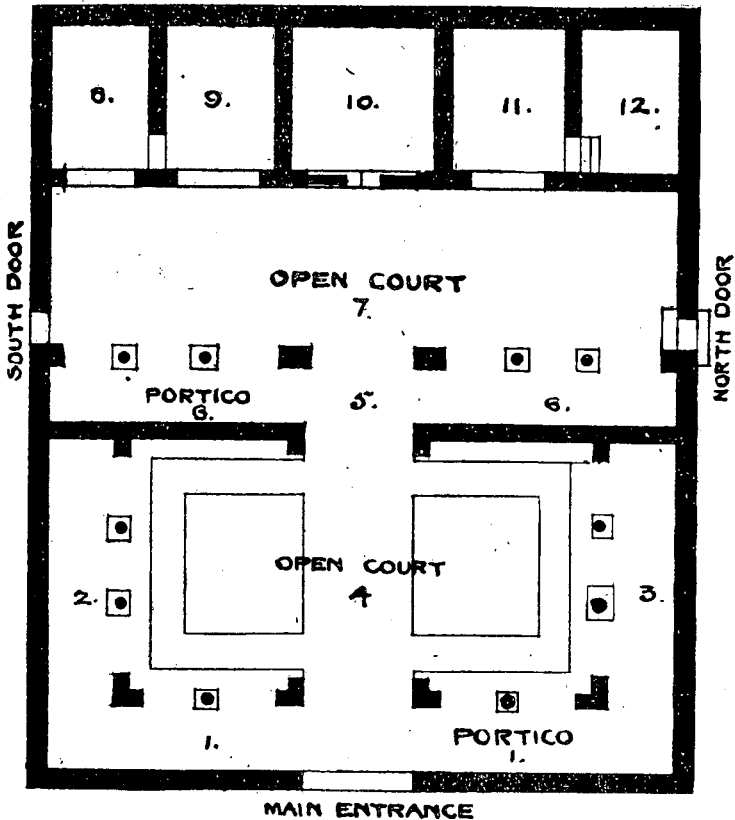 8. 9. 10. 11. 12.
SOUTH DOOR
OPEN COURT
7.
NORTH DOOR
PORTICO
6.
5.
6.
OPEN COURT
4
2.
3.
1.
PORTICO
1.
MAIN ENTRANCE